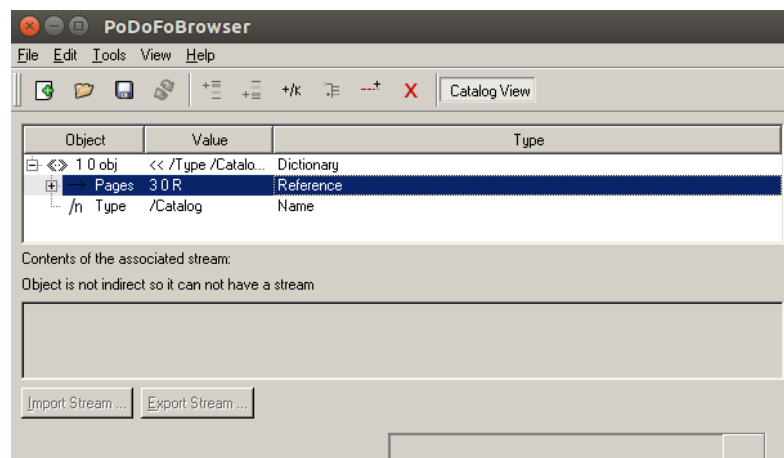 PoDoFoBrowser
File Edit Tools View Help
+/K Catalog View
Object Value Type
1 0 obj << /Type /Catalo... Dictionary
Pages 3 0 R Reference
/n Type /Catalog Name
Contents of the associated stream:
Object is not indirect so it can not have a stream
Import Stream ... Export Stream ...